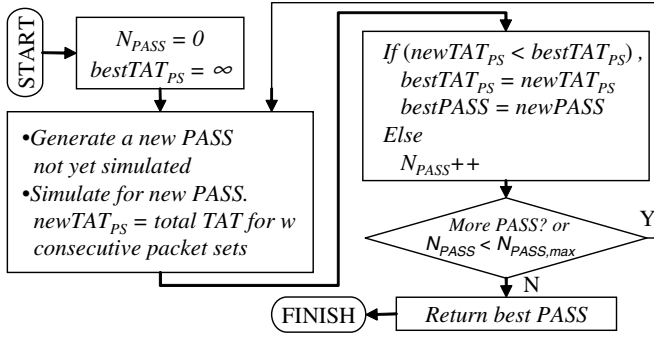 START
N_PASS = 0
bestTAT_PS = ∞
•Generate a new PASS
not yet simulated
•Simulate for new PASS.
newTAT_PS = total TAT for w
consecutive packet sets
If (newTAT_PS < bestTAT_PS) ,
bestTAT_PS = newTAT_PS
bestPASS = newPASS
Else
N_PASS++
More PASS? or
N_PASS < N_PASS,max
Y
N
Return best PASS
FINISH